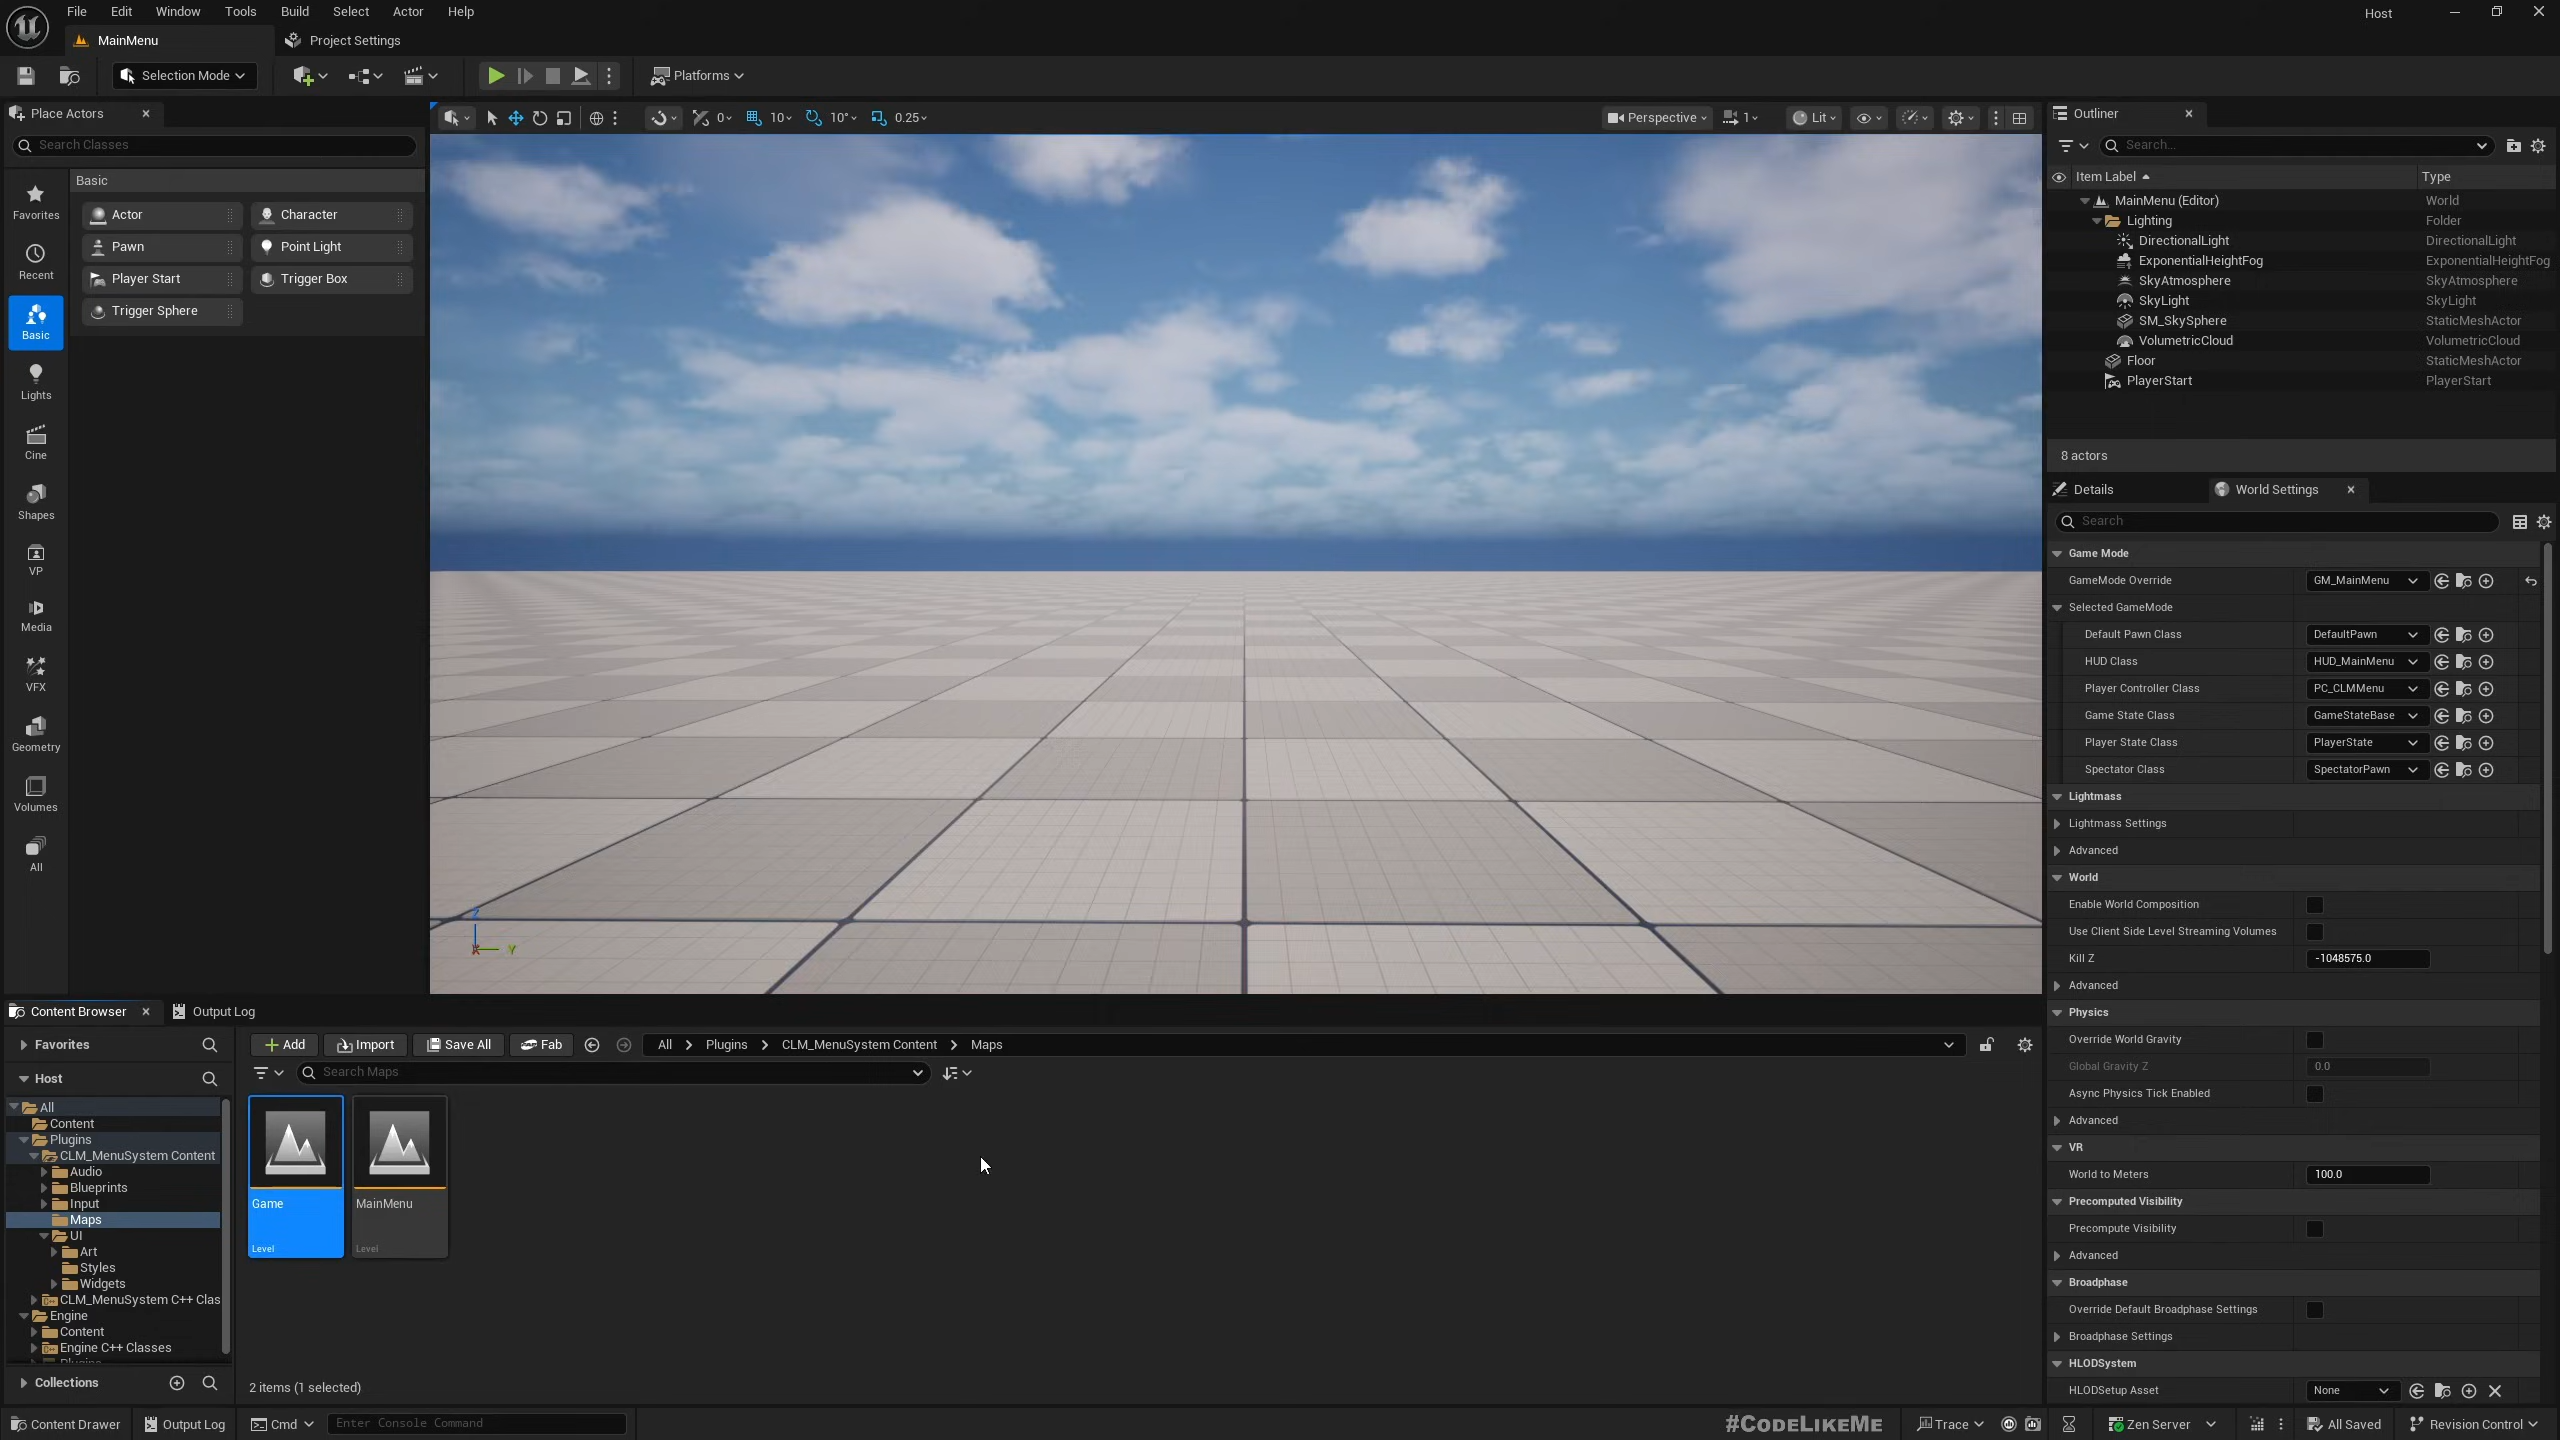 File Edit Window Tools Build Select Actor Help
Host
MainMenu
Project Settings
Selection Mode
Platforms
Place Actors
Search Classes
Basic
Favorites
Recent
Basic
Lights
Cine
Shapes
VP
Media
VFX
Geometry
Volumes
All
Actor
Character
Pawn
Point Light
Player Start
Trigger Box
Trigger Sphere
0
10
10°
0.25
Perspective
1
Lit
Z
X
Y
Outliner
Search...
Item Label
Type
MainMenu (Editor) World
Lighting Folder
DirectionalLight DirectionalLight
ExponentialHeightFog ExponentialHeightFog
SkyAtmosphere SkyAtmosphere
SkyLight SkyLight
SM_SkySphere StaticMeshActor
VolumetricCloud VolumetricCloud
Floor StaticMeshActor
PlayerStart PlayerStart
8 actors
Details
World Settings
Search
Game Mode
GameMode Override GM_MainMenu
Selected GameMode
Default Pawn Class DefaultPawn
HUD Class HUD_MainMenu
Player Controller Class PC_CLMMenu
Game State Class GameStateBase
Player State Class PlayerState
Spectator Class SpectatorPawn
Lightmass
Lightmass Settings
Advanced
World
Enable World Composition
Use Client Side Level Streaming Volumes
Kill Z -1048575.0
Advanced
Physics
Override World Gravity
Global Gravity Z 0.0
Async Physics Tick Enabled
Advanced
VR
World to Meters 100.0
Precomputed Visibility
Precompute Visibility
Advanced
Broadphase
Override Default Broadphase Settings
Broadphase Settings
HLODSystem
HLODSetup Asset None
Content Browser
Output Log
Favorites
Host
All
Content
Plugins
CLM_MenuSystem Content
Audio
Blueprints
Input
Maps
UI
Art
Styles
Widgets
CLM_MenuSystem C++ Clas
Engine
Content
Engine C++ Classes
Plugins
Collections
Add
Import
Save All
Fab
All > Plugins > CLM_MenuSystem Content > Maps
Search Maps
Game
Level
MainMenu
Level
2 items (1 selected)
Content Drawer
Output Log
Cmd
Enter Console Command
#CODELIKEME
Trace
Zen Server
All Saved
Revision Control